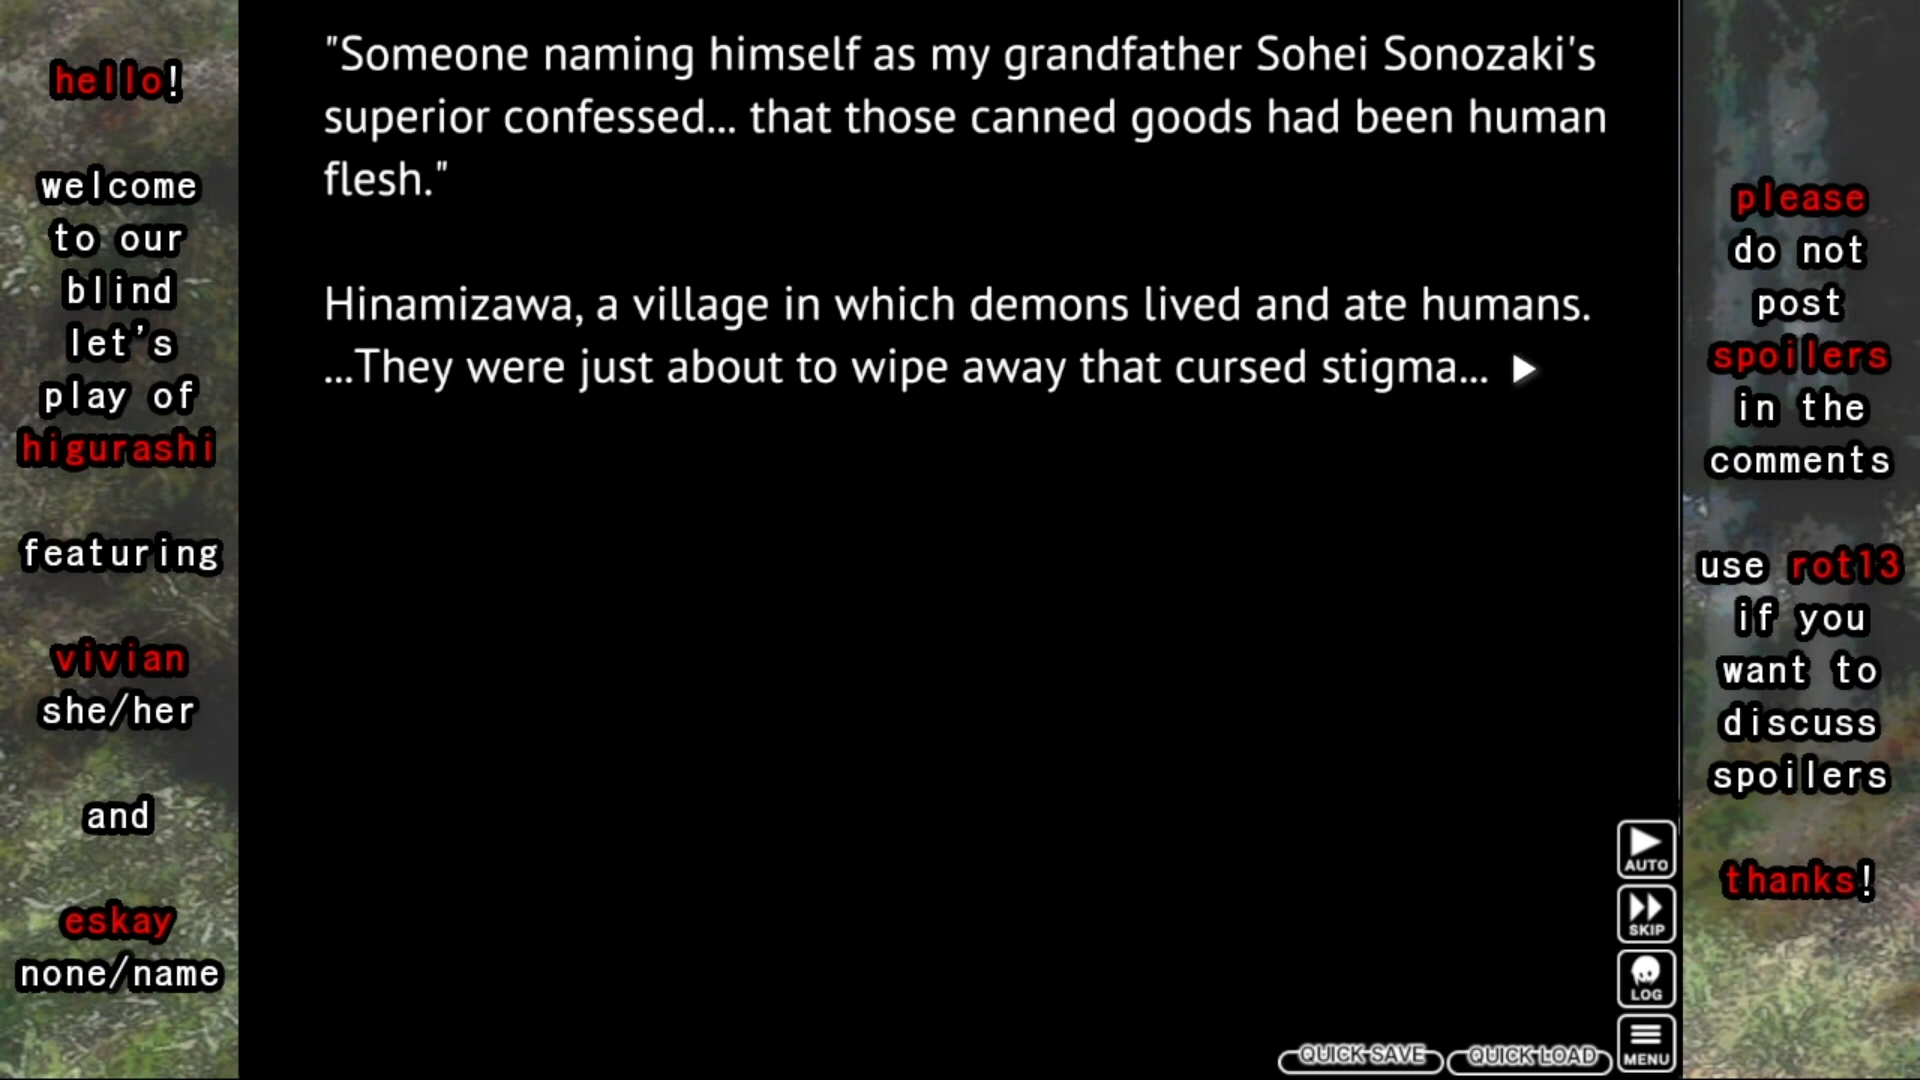 hello!
welcome
to our
blind
let's
play of
higurashi
featuring
vivian
she/her
and
eskay
none/name
"Someone naming himself as my grandfather Sohei Sonozaki's
superior confessed... that those canned goods had been human
flesh."
Hinamizawa, a village in which demons lived and ate humans.
...They were just about to wipe away that cursed stigma...
please
do not
post
spoilers
in the
comments
use rot13
if you
want to
discuss
spoilers
thanks!
AUTO
SKIP
LOG
MENU
QUICK SAVE
QUICK LOAD